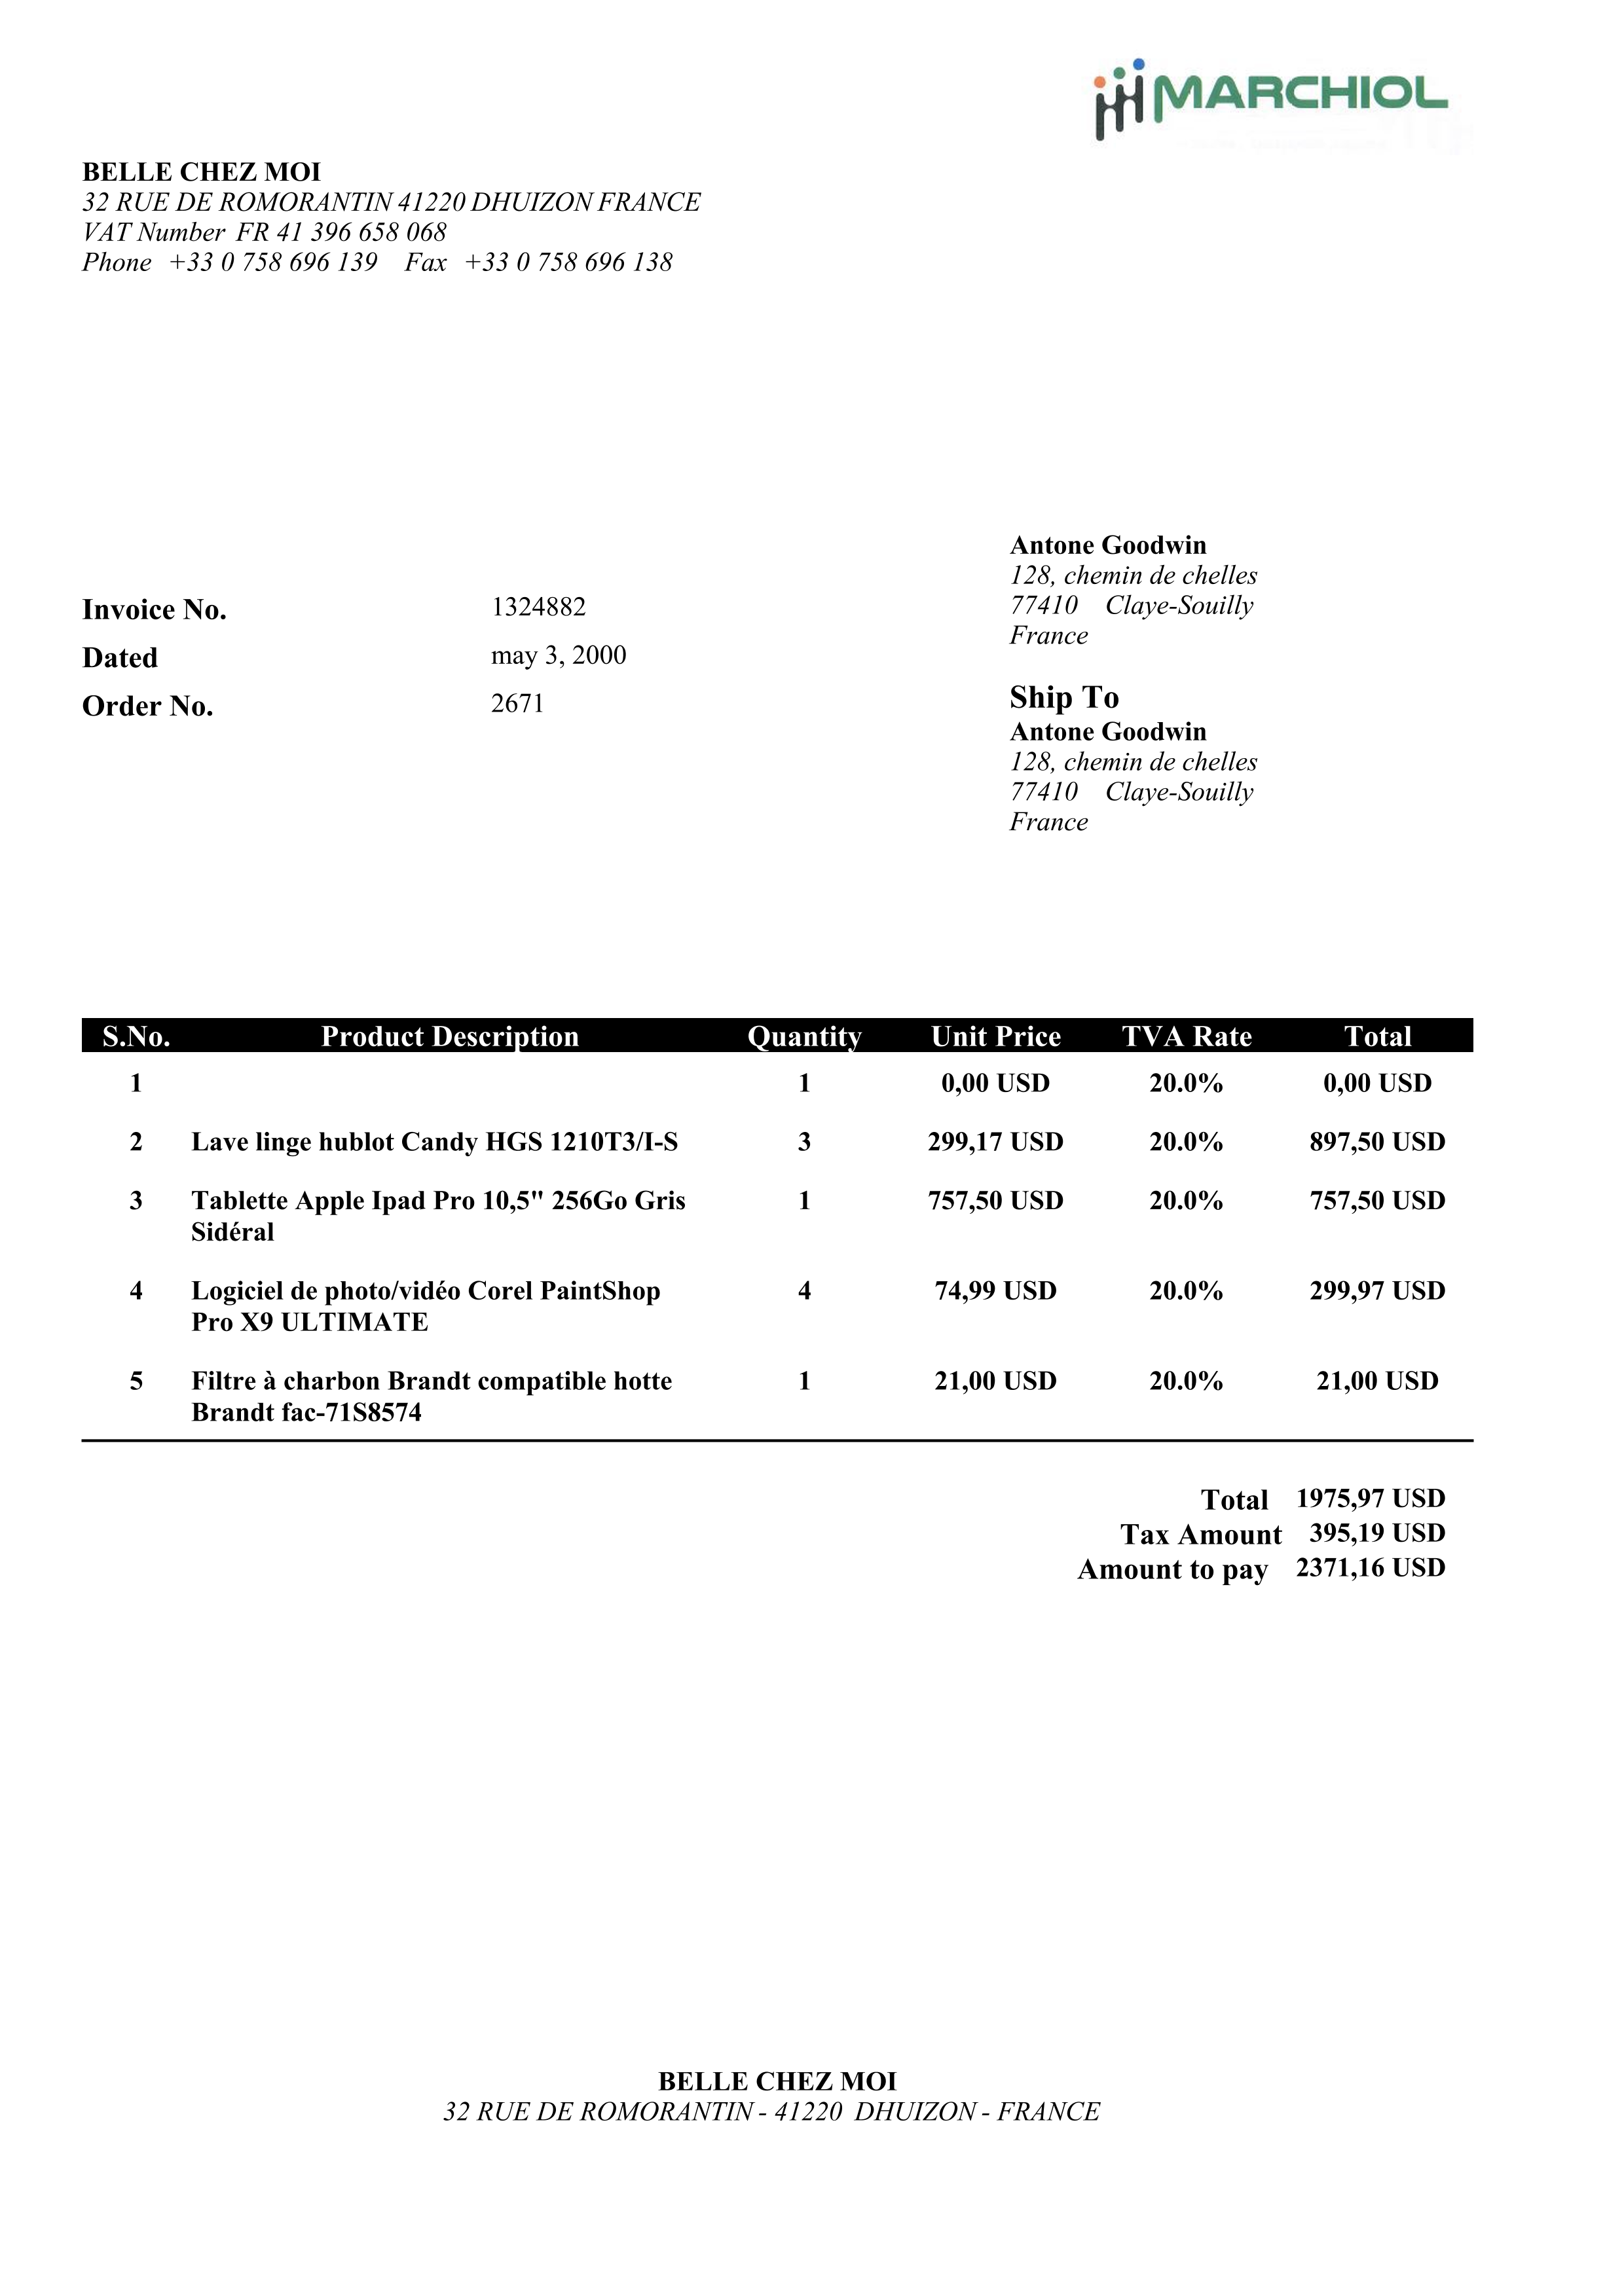 MARCHIOL
BELLE CHEZ MOI
32 RUE DE ROMORANTIN 41220 DHUIZON FRANCE
VAT Number FR 41 396 658 068
Phone +33 0 758 696 139 Fax +33 0 758 696 138
Antone Goodwin
128, chemin de chelles
77410 Claye-Souilly
France
Invoice No. 1324882
Dated may 3, 2000
Order No. 2671
Ship To
Antone Goodwin
128, chemin de chelles
77410 Claye-Souilly
France
S.No. Product Description Quantity Unit Price TVA Rate Total
1 1 0,00 USD 20.0% 0,00 USD
2 Lave linge hublot Candy HGS 1210T3/I-S 3 299,17 USD 20.0% 897,50 USD
3 Tablette Apple Ipad Pro 10,5" 256Go Gris 1 757,50 USD 20.0% 757,50 USD
Sidéral
4 Logiciel de photo/vidéo Corel PaintShop 4 74,99 USD 20.0% 299,97 USD
Pro X9 ULTIMATE
5 Filtre à charbon Brandt compatible hotte 1 21,00 USD 20.0% 21,00 USD
Brandt fac-71S8574
Total 1975,97 USD
Tax Amount 395,19 USD
Amount to pay 2371,16 USD
BELLE CHEZ MOI
32 RUE DE ROMORANTIN - 41220 DHUIZON - FRANCE